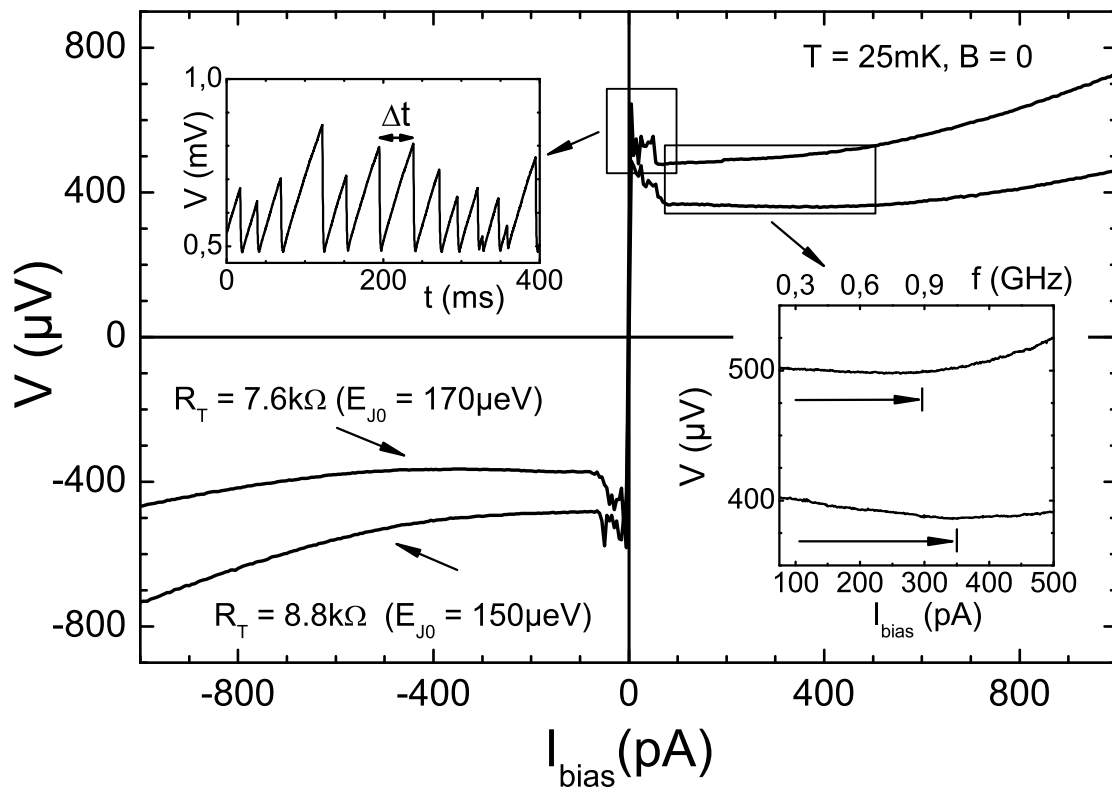 T = 25mK, B = 0
800
400
0
-400
-800
V (µV)
-800
-400
0
400
800
I_bias (pA)
1,0
0,5
V (mV)
Δt
0
200
400
t (ms)
R_T = 7.6kΩ (E_J0 = 170µeV)
R_T = 8.8kΩ (E_J0 = 150µeV)
0,3 0,6 0,9 f (GHz)
500
400
V (µV)
100 200 300 400 500
I_bias (pA)